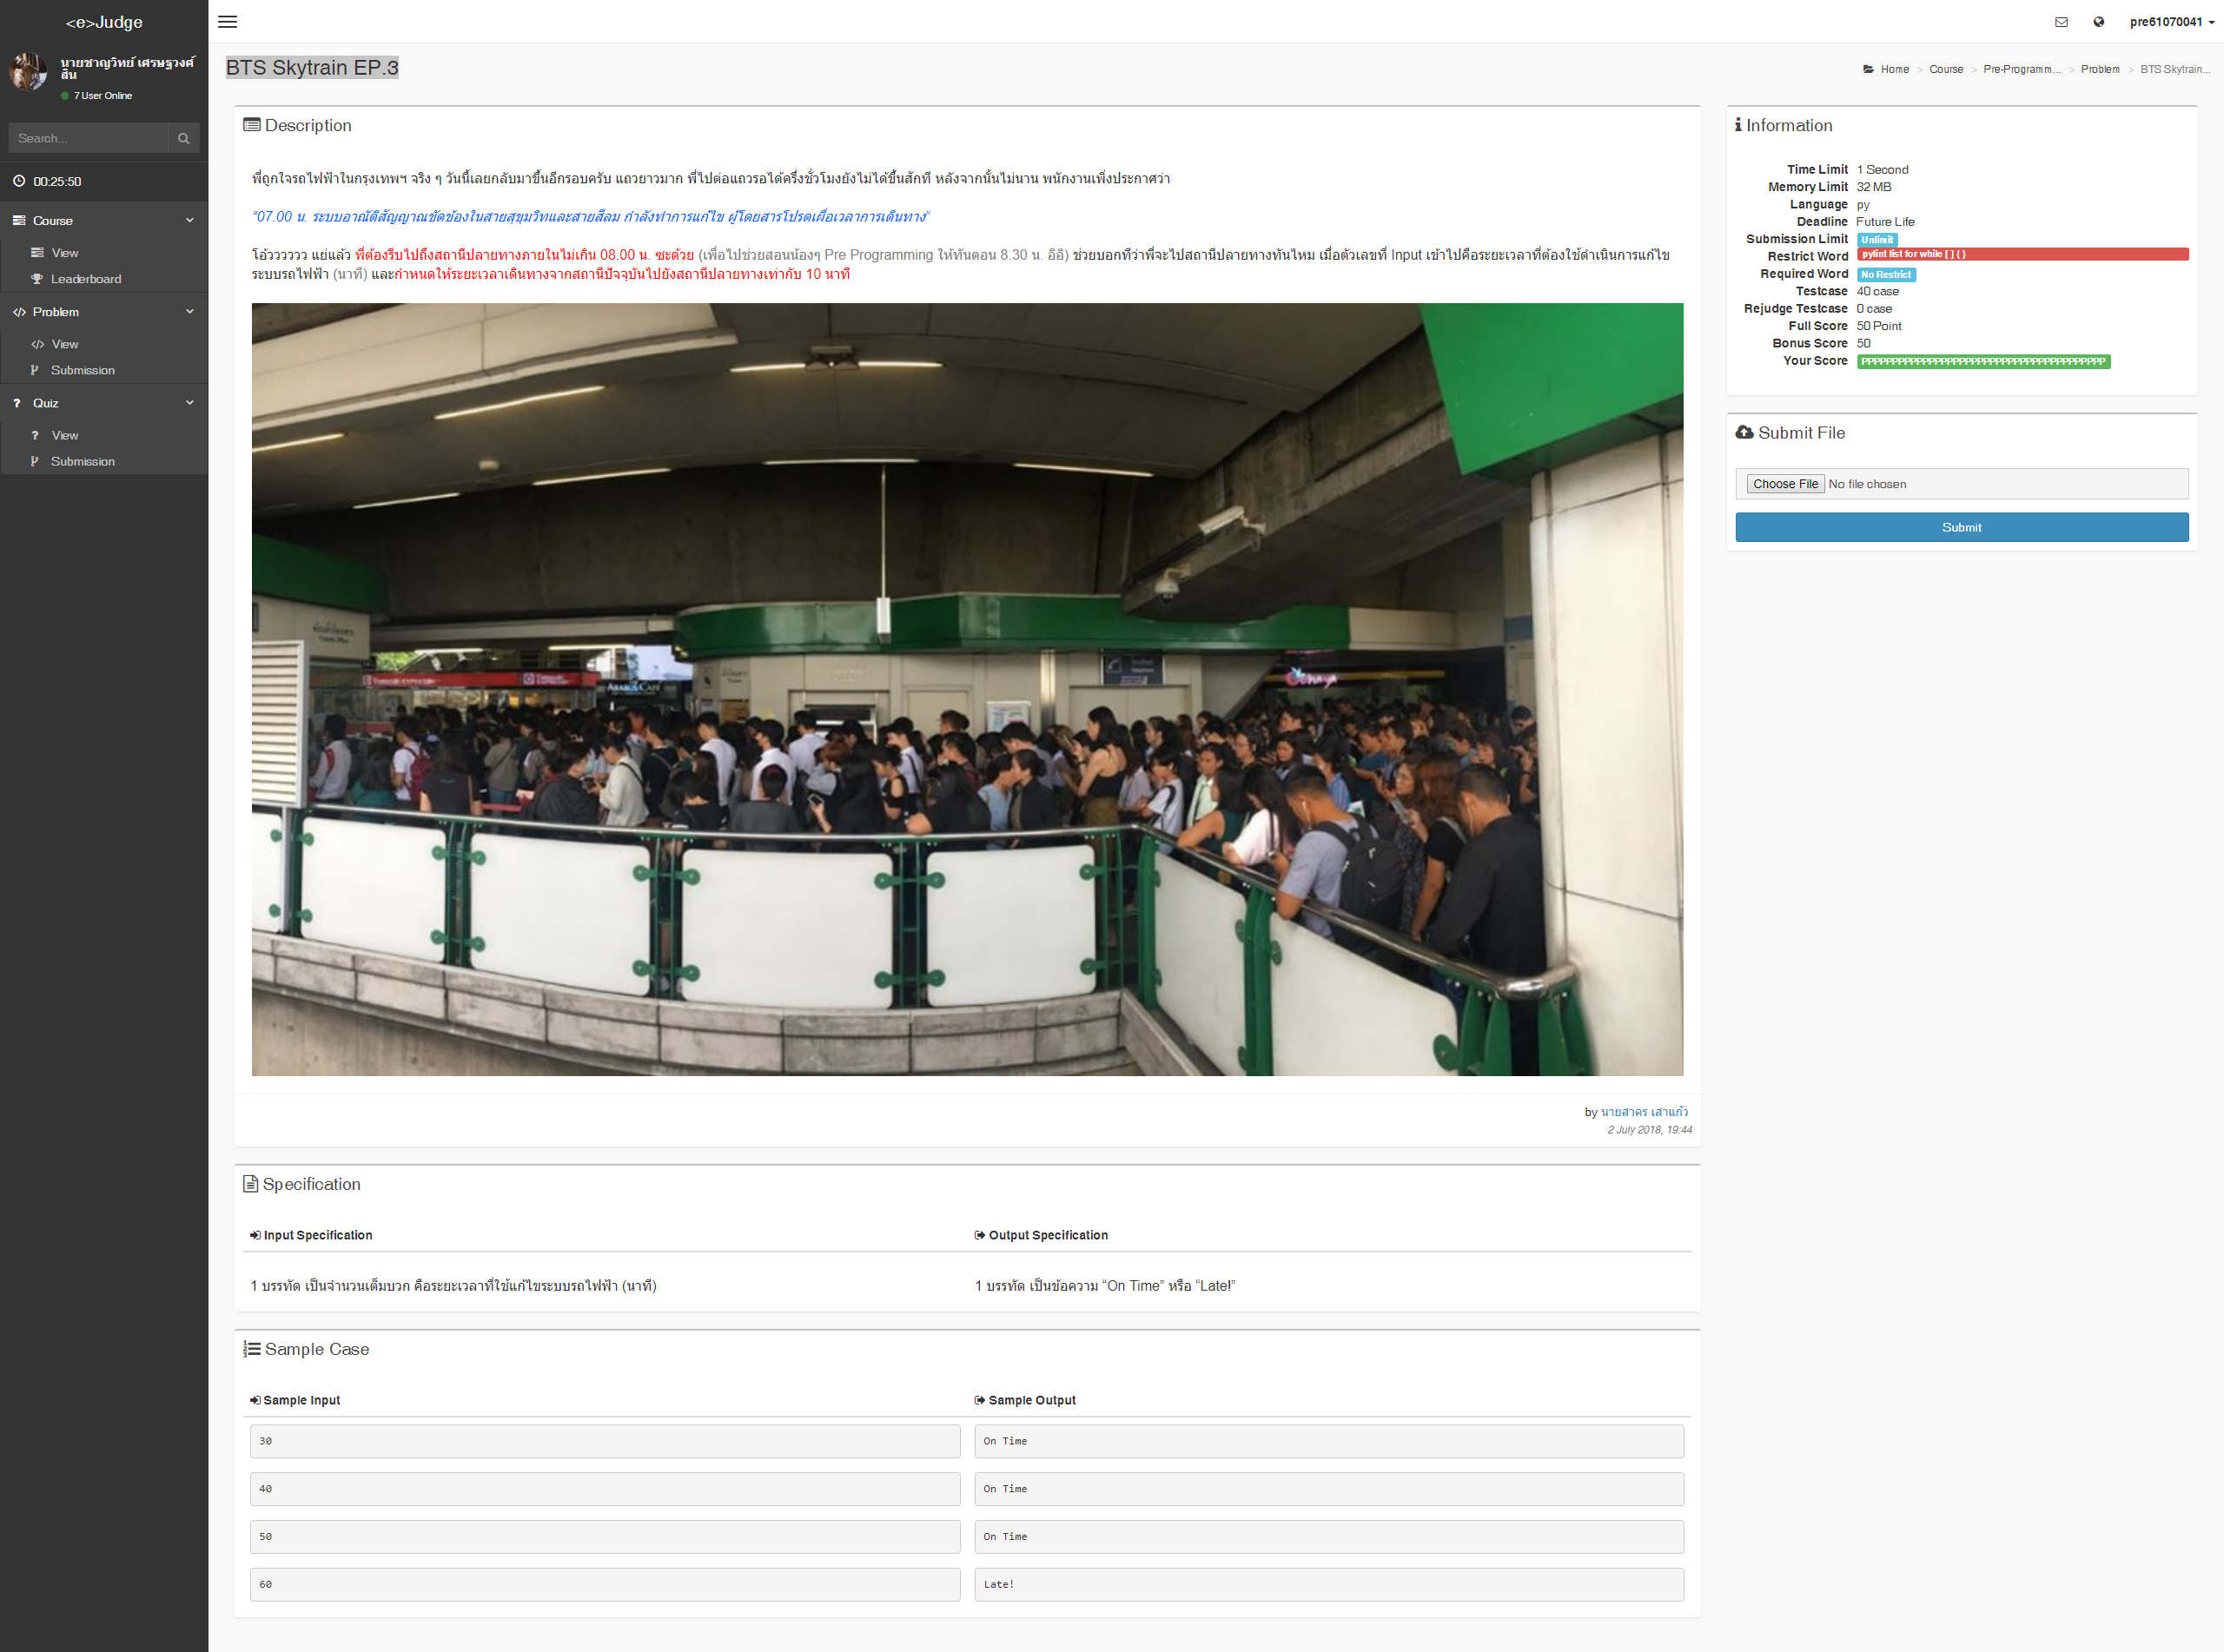 <e>Judge
นายชาญวิทย์ เศรษฐวงศ์
สิน
7 User Online
Search...
00:25:50
Course
View
Leaderboard
Problem
View
Submission
Quiz
View
Submission
pre61070041
BTS Skytrain EP.3
Home > Course > Pre-Programm... > Problem > BTS Skytrain...
Description
พี่ถูกใจรถไฟฟ้าในกรุงเทพฯ จริง ๆ วันนี้เลยกลับมาขึ้นอีกรอบครับ แถวยาวมาก พี่ไปต่อแถวรอได้ครึ่งชั่วโมงยังไม่ได้ขึ้นสักที หลังจากนั้นไม่นาน พนักงานเพิ่งประกาศว่า
“07.00 น. ระบบอาณัติสัญญาณขัดข้องในสายสุขุมวิทและสายสีลม กำลังทำการแก้ไข ผู้โดยสารโปรดเผื่อเวลาการเดินทาง”
โอ้วววววว แย่แล้ว พี่ต้องรีบไปถึงสถานีปลายทางภายในไม่เกิน 08.00 น. ซะด้วย (เพื่อไปช่วยสอนน้องๆ Pre Programming ให้ทันตอน 8.30 น. อิอิ) ช่วยบอกทีว่าพี่จะไปสถานีปลายทางทันไหม เมื่อตัวเลขที่ Input เข้าไปคือระยะเวลาที่ต้องใช้ดำเนินการแก้ไข
ระบบรถไฟฟ้า (นาที) และกำหนดให้ระยะเวลาเดินทางจากสถานีปัจจุบันไปยังสถานีปลายทางเท่ากับ 10 นาที
ARABUS CAFE
by นายสาคร เสาแก้ว
2 July 2018, 19:44
Specification
Input Specification
Output Specification
1 บรรทัด เป็นจำนวนเต็มบวก คือระยะเวลาที่ใช้แก้ไขระบบรถไฟฟ้า (นาที)
1 บรรทัด เป็นข้อความ “On Time” หรือ “Late!”
Sample Case
Sample Input
Sample Output
30
On Time
40
On Time
50
On Time
60
Late!
Information
Time Limit 1 Second
Memory Limit 32 MB
Language py
Deadline Future Life
Submission Limit Unlimit
Restrict Word pylint list for while [ ] { }
Required Word No Restrict
Testcase 40 case
Rejudge Testcase 0 case
Full Score 50 Point
Bonus Score 50
Your Score PPPPPPPPPPPPPPPPPPPPPPPPPPPPPPPPPPPPPPPP
Submit File
Choose File No file chosen
Submit